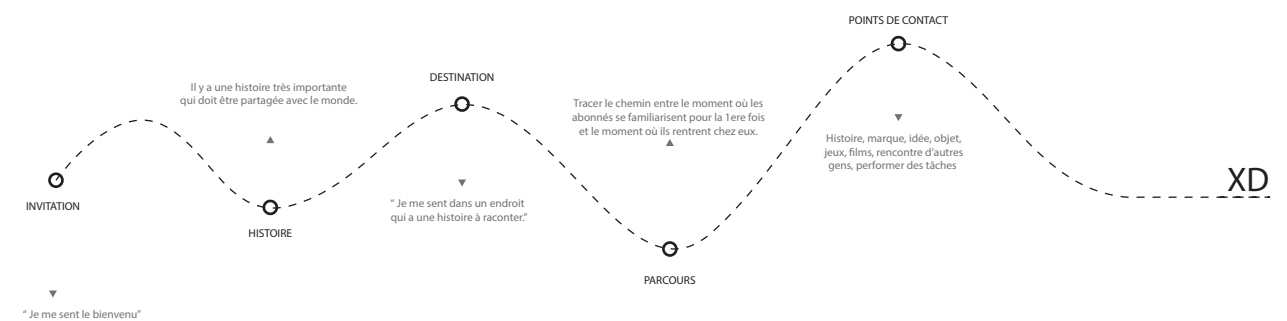 INVITATION
“ Je me sent le bienvenu”
Il y a une histoire très importante
qui doit être partagée avec le monde.
HISTOIRE
DESTINATION
“ Je me sent dans un endroit
qui a une histoire à raconter.”
Tracer le chemin entre le moment où les
abonnés se familiarisent pour la 1ere fois
et le moment où ils rentrent chez eux.
PARCOURS
POINTS DE CONTACT
Histoire, marque, idée, objet,
jeux, films, rencontre d’autres
gens, performer des tâches
XD